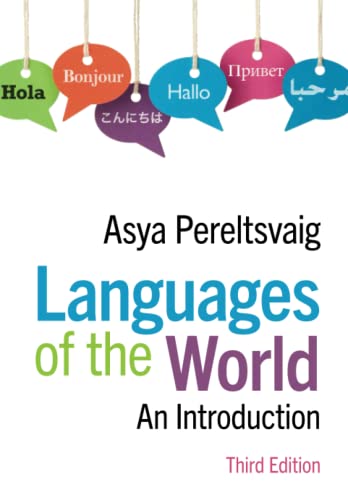 Hola
Bonjour
こんにちは
Hallo
Привет
مرحبا
Asya Pereltsvaig
Languages
of the World
An Introduction
Third Edition